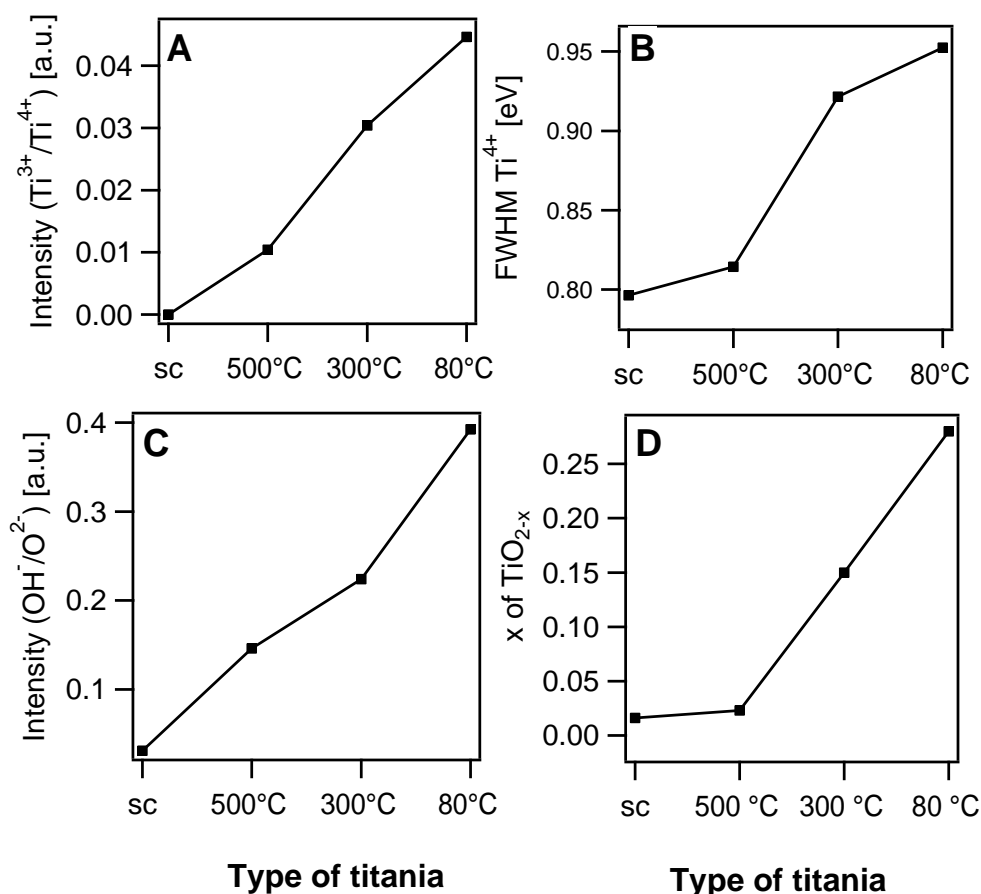 A
Intensity (Ti³⁺/Ti⁴⁺) [a.u.]
0.04
0.03
0.02
0.01
0.00
sc 500°C 300°C 80°C
B
FWHM Ti⁴⁺ [eV]
0.95
0.90
0.85
0.80
sc 500°C 300°C 80°C
C
Intensity (OH⁻/O²⁻) [a.u.]
0.4
0.3
0.2
0.1
sc 500°C 300°C 80°C
Type of titania
D
x of TiO₂₋ₓ
0.25
0.20
0.15
0.10
0.05
0.00
sc 500 °C 300 °C 80 °C
Type of titania